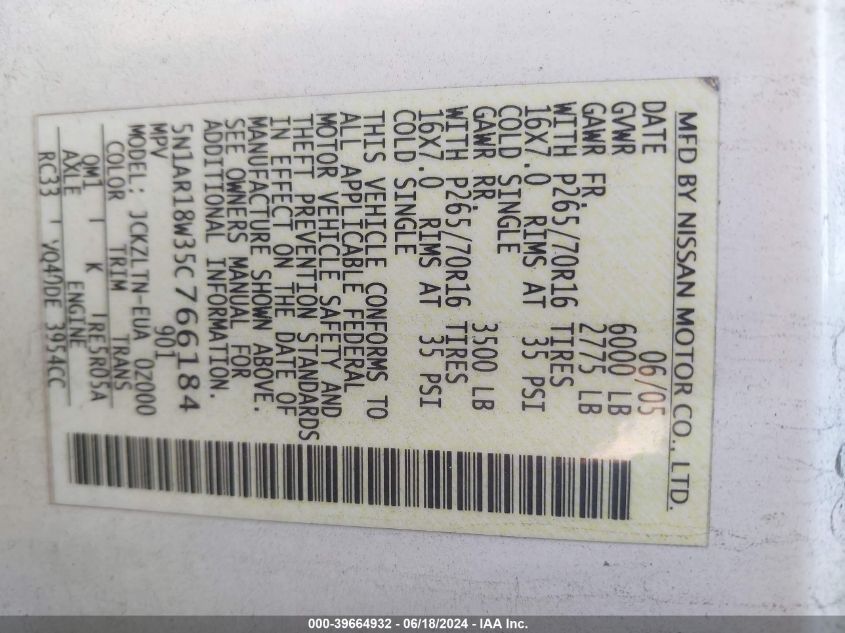 MFD BY NISSAN MOTOR CO., LTD.
DATE 06/05
GVWR 6000 LB
GAWR FR. 2775 LB
WITH P265/70R16 TIRES
16X7.0 RIMS AT 35 PSI
COLD SINGLE
GAWR RR. 3500 LB
WITH P265/70R16 TIRES
16X7.0 RIMS AT 35 PSI
COLD SINGLE
THIS VEHICLE CONFORMS TO
ALL APPLICABLE FEDERAL
MOTOR VEHICLE SAFETY AND
THEFT PREVENTION STANDARDS
IN EFFECT ON THE DATE OF
MANUFACTURE SHOWN ABOVE.
SEE OWNERS MANUAL FOR
ADDITIONAL INFORMATION.
5N1AR18W35C766184
MPV 901
MODEL: JCKZLTN-EUA 02000
COLOR TRIM TRANS
QM1 K 1RE5R05A
AXLE ENGINE
RC33 VQ40DE 3954CC
000-39664932 - 06/18/2024 - IAA Inc.